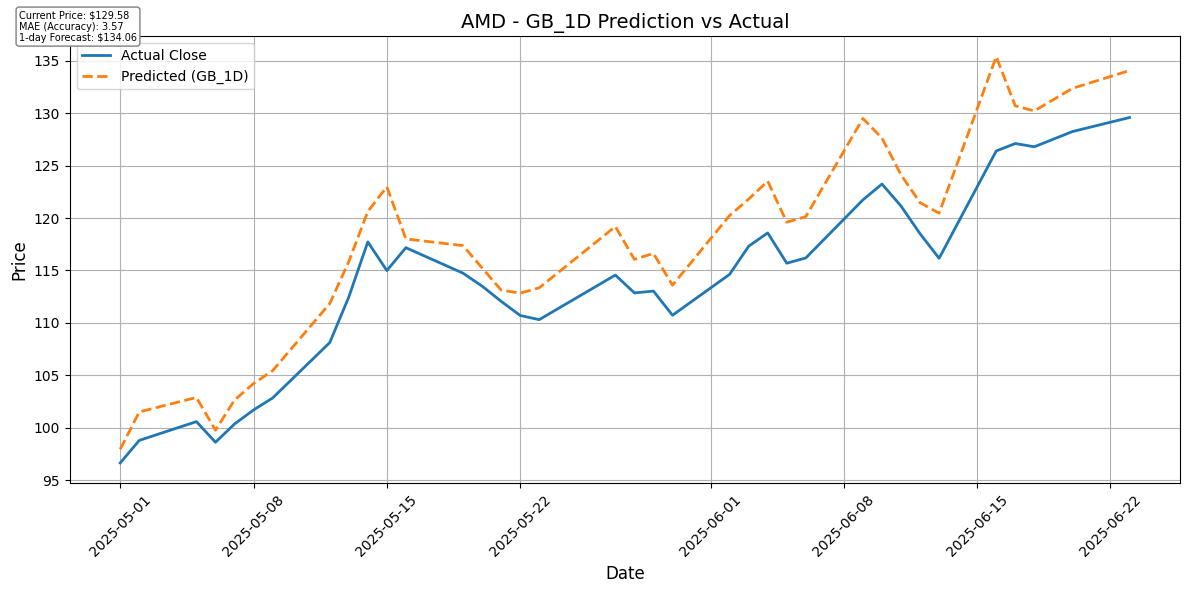 AMD - GB_1D Prediction vs Actual
Current Price: $129.58
MAE (Accuracy): 3.57
1-day Forecast: $134.06
Actual Close
Predicted (GB_1D)
Price
135
130
125
120
115
110
105
100
95
2025-05-01
2025-05-08
2025-05-15
2025-05-22
2025-06-01
2025-06-08
2025-06-15
2025-06-22
Date